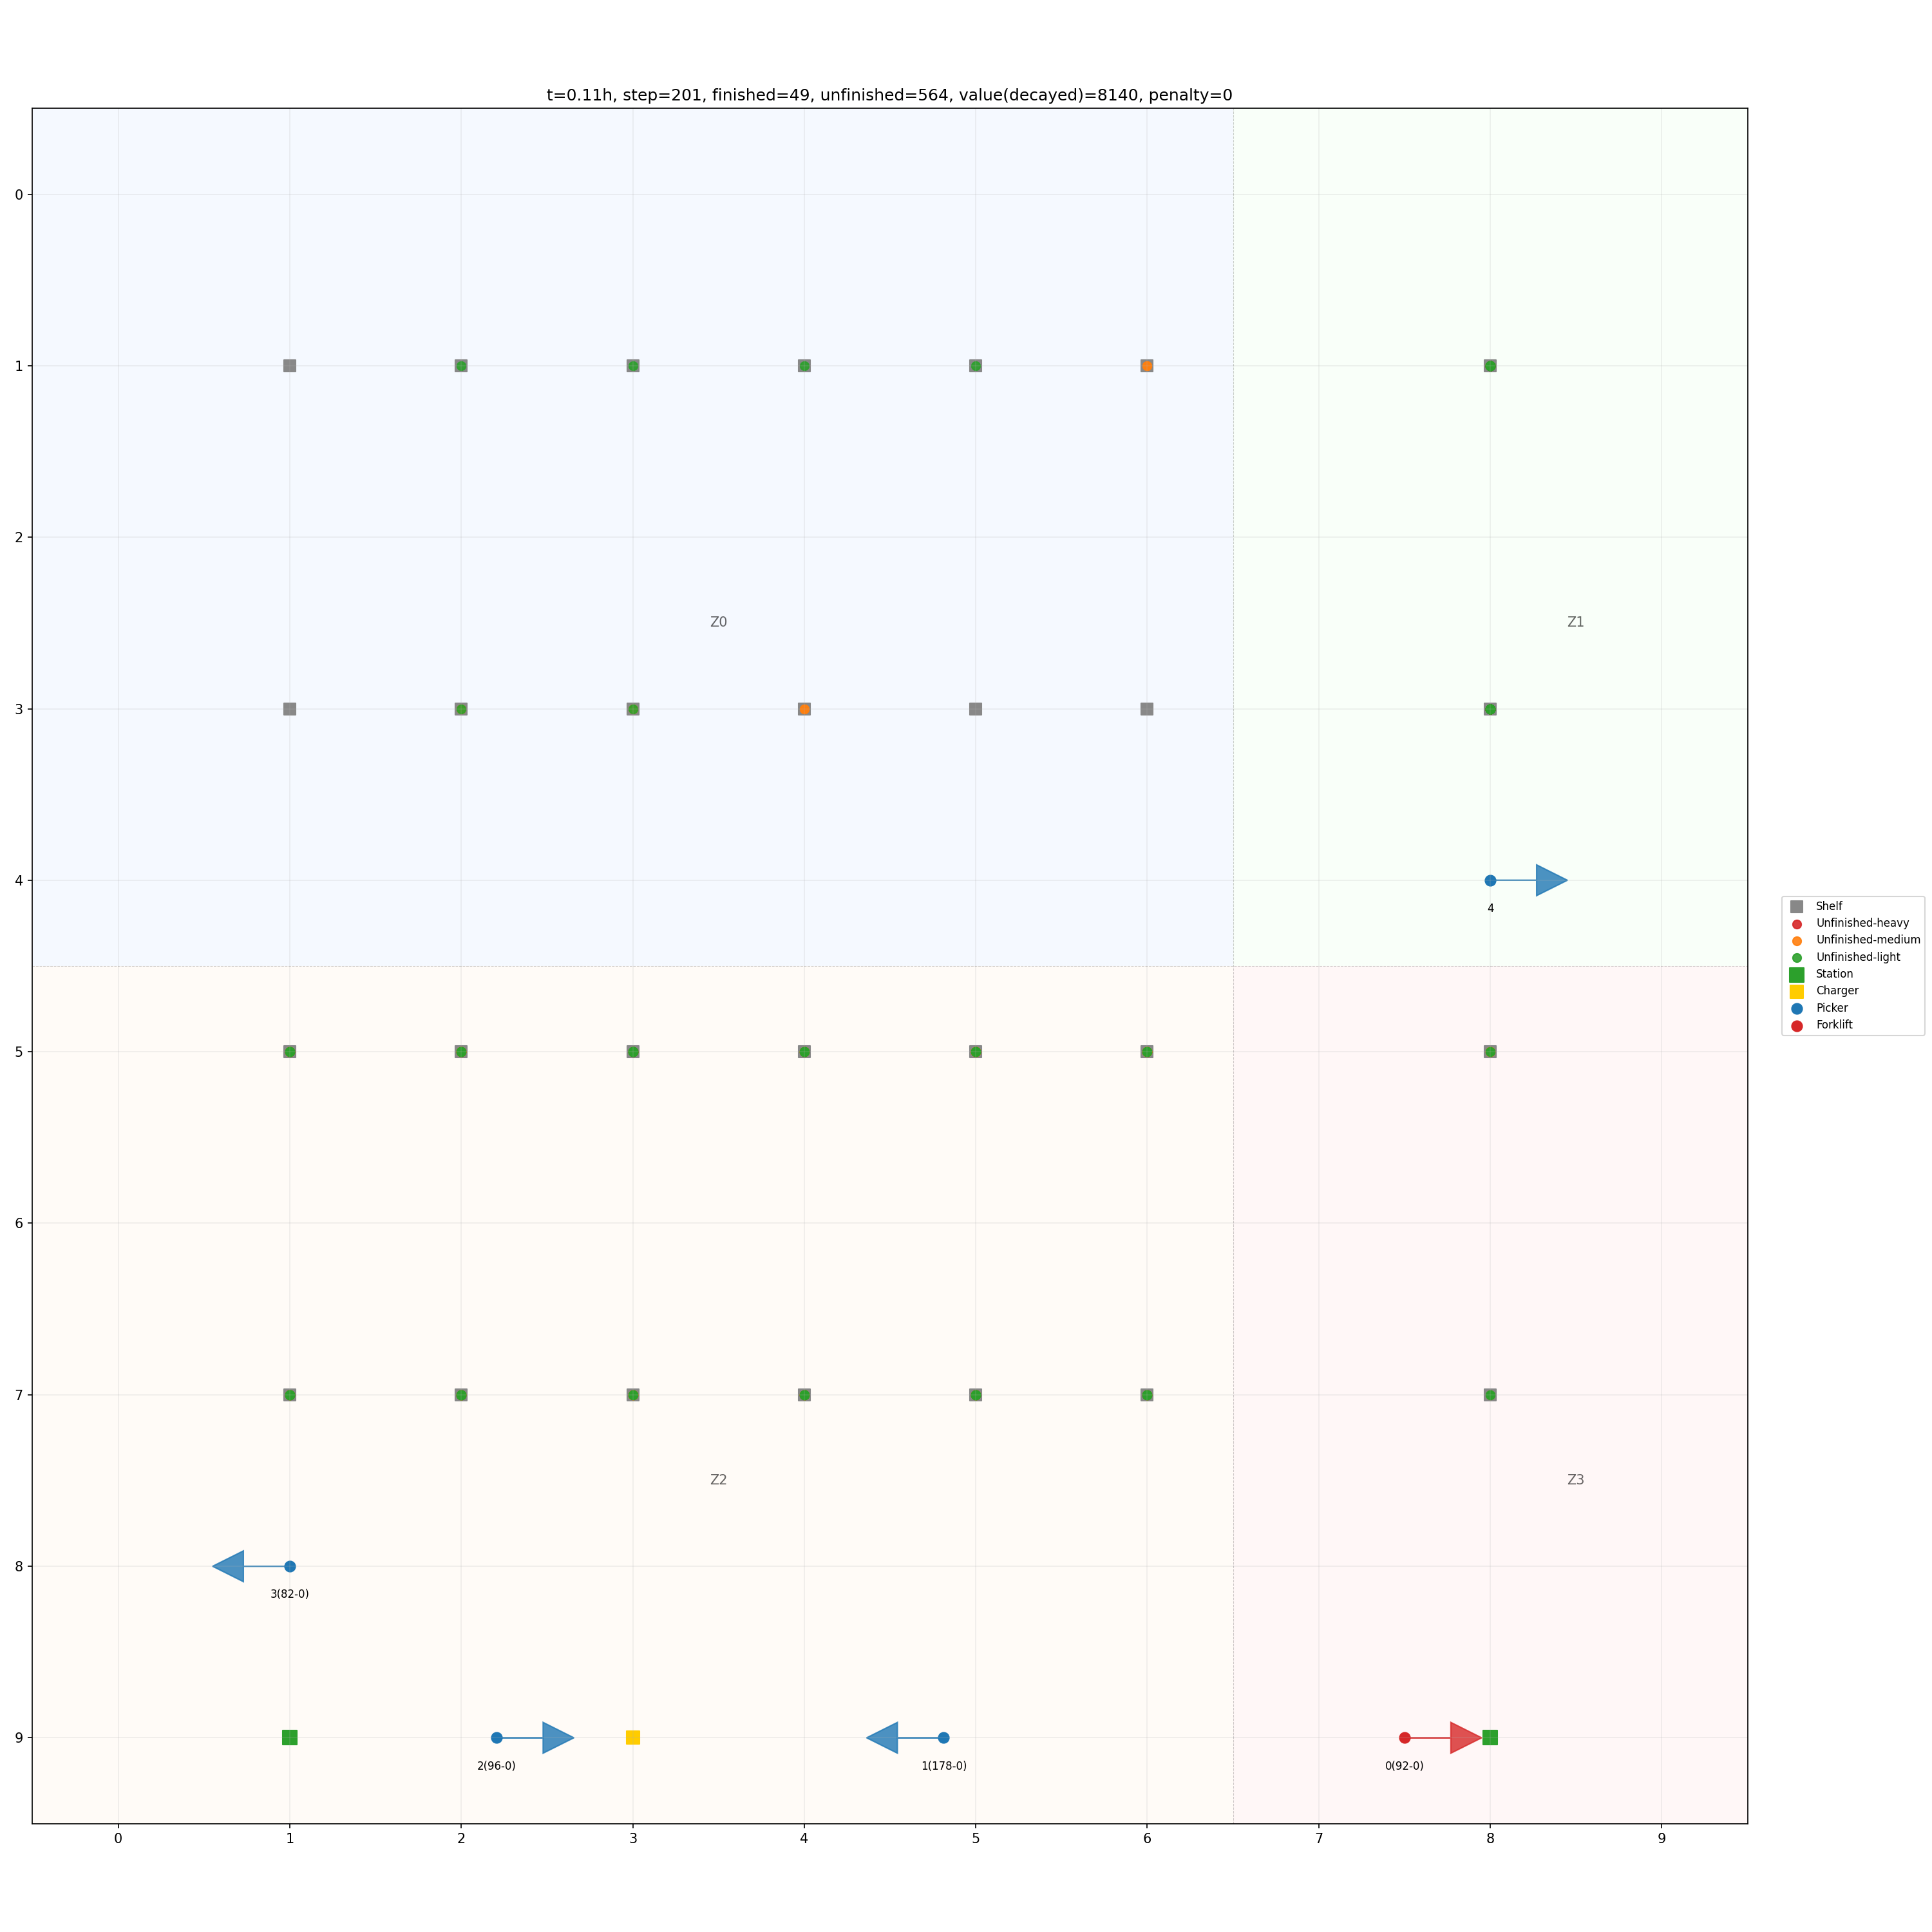 t=0.11h, step=201, finished=49, unfinished=564, value(decayed)=8140, penalty=0
0
1
2
Z0
Z1
3
4
4
Shelf
Unfinished-heavy
Unfinished-medium
Unfinished-light
Station
Charger
Picker
Forklift
5
6
7
Z2
Z3
8
3(82-0)
9
2(96-0)
1(178-0)
0(92-0)
0 1 2 3 4 5 6 7 8 9